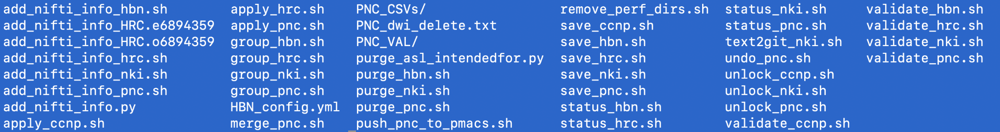 add_nifti_info_hbn.sh apply_hrc.sh PNC_CSVs/ remove_perf_dirs.sh status_nki.sh validate_hbn.sh
add_nifti_info_HRC.e6894359 apply_pnc.sh PNC_dwi_delete.txt save_ccnp.sh status_pnc.sh validate_hrc.sh
add_nifti_info_HRC.o6894359 group_hbn.sh PNC_VAL/ save_hbn.sh text2git_nki.sh validate_nki.sh
add_nifti_info_hrc.sh group_hrc.sh purge_asl_intendedfor.py save_hrc.sh undo_pnc.sh validate_pnc.sh
add_nifti_info_nki.sh group_nki.sh purge_hbn.sh save_nki.sh unlock_ccnp.sh
add_nifti_info_pnc.sh group_pnc.sh purge_nki.sh save_pnc.sh unlock_nki.sh
add_nifti_info.py HBN_config.yml purge_pnc.sh status_hbn.sh unlock_pnc.sh
apply_ccnp.sh merge_pnc.sh push_pnc_to_pmacs.sh status_hrc.sh validate_ccnp.sh